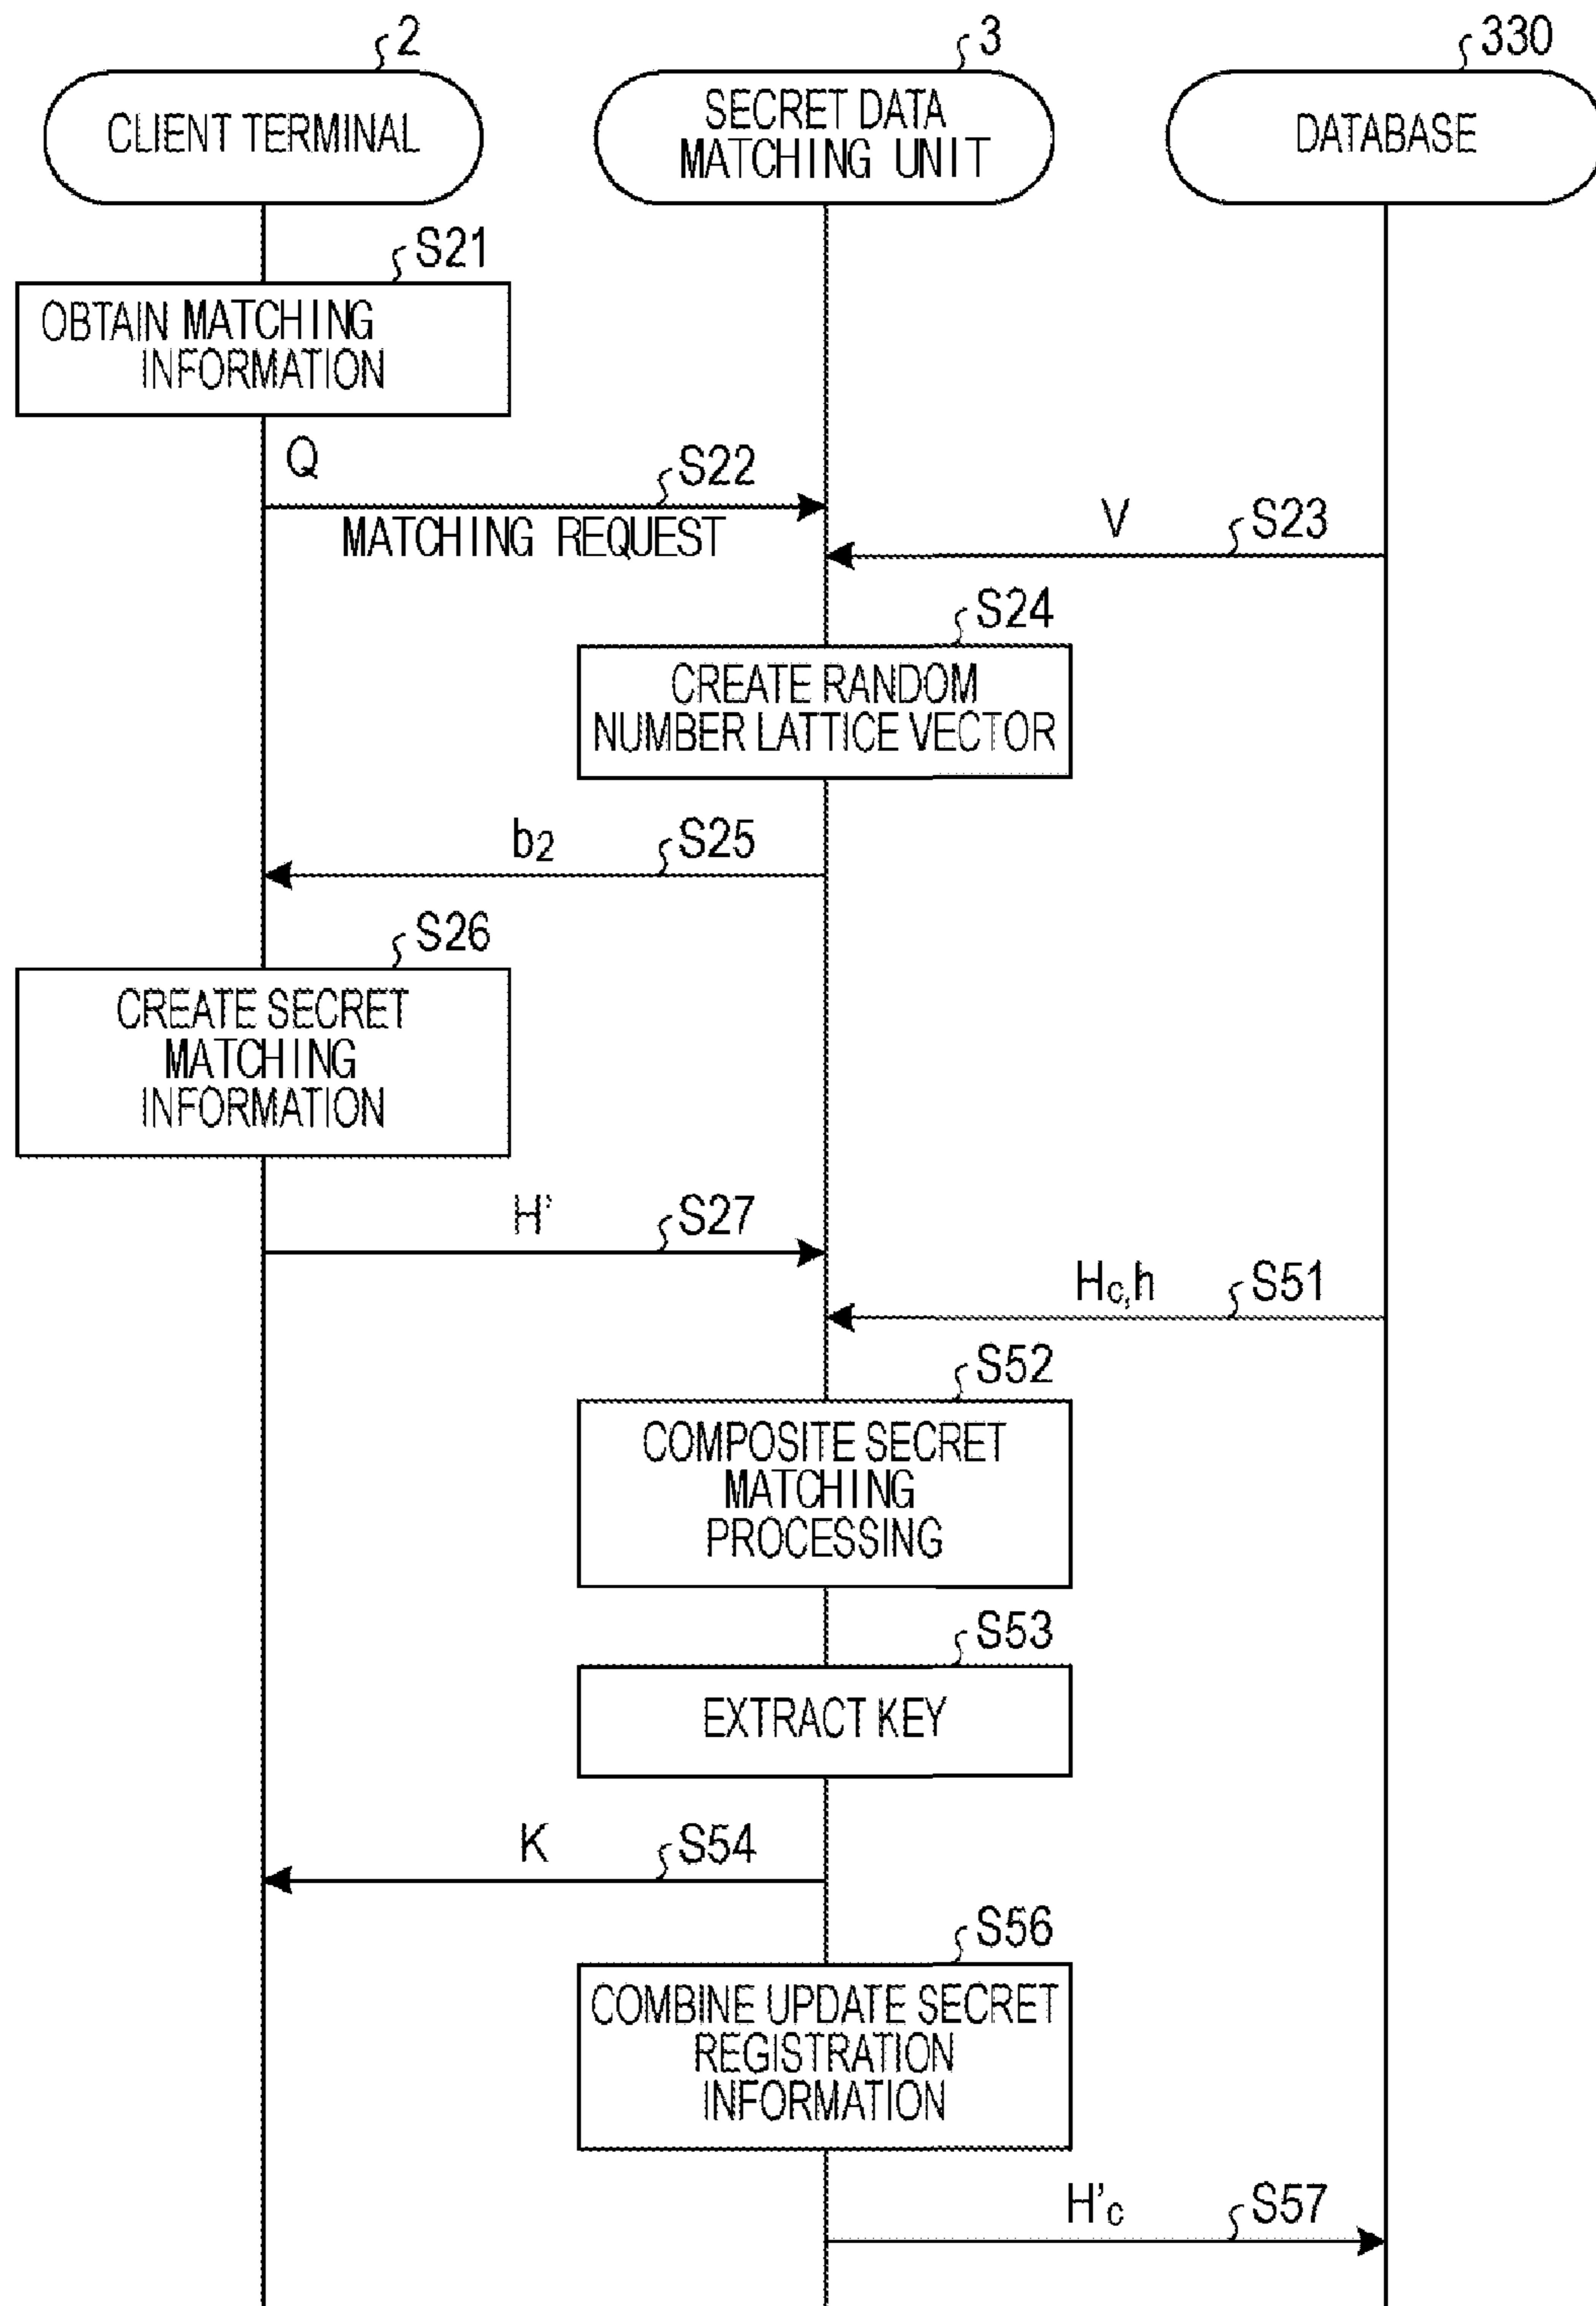 2
3
330
CLIENT TERMINAL
SECRET DATA
MATCHING UNIT
DATABASE
S21
OBTAIN MATCHING
INFORMATION
Q
S22
MATCHING REQUEST
V
S23
S24
CREATE RANDOM
NUMBER LATTICE VECTOR
b2
S25
S26
CREATE SECRET
MATCHING
INFORMATION
H'
S27
Hc,h
S51
S52
COMPOSITE SECRET
MATCHING
PROCESSING
S53
EXTRACT KEY
K
S54
S56
COMBINE UPDATE SECRET
REGISTRATION
INFORMATION
H'c
S57